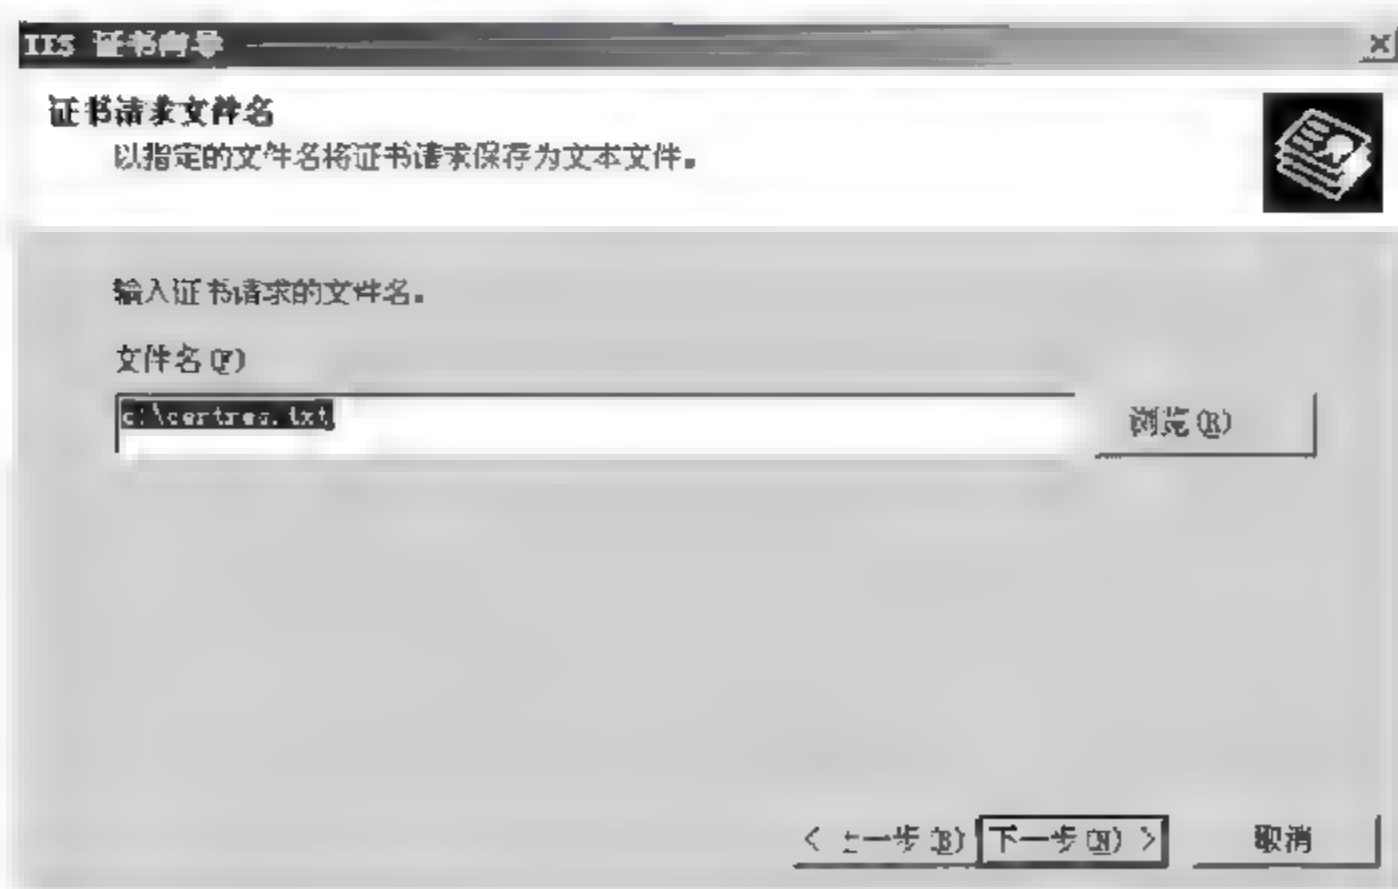 IIS 证书向导
证书请求文件名
以指定的文件名将证书请求保存为文本文件。
输入证书请求的文件名。
文件名(F)
c:\certreq.txt
浏览(R)
< 上一步(B)
下一步(N) >
取消